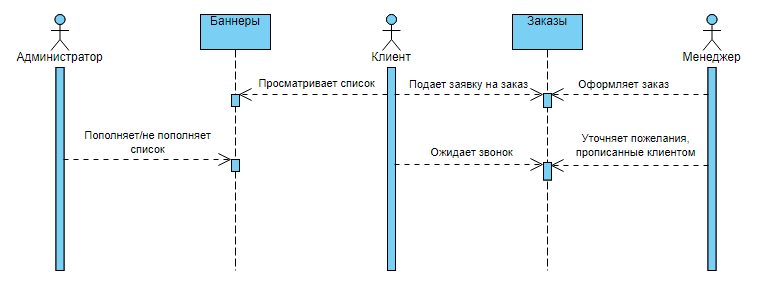 Баннеры
Заказы
Администратор
Клиент
Менеджер
Просматривает список
Подает заявку на заказ
Оформляет заказ
Пополняет/не пополняет
список
Ожидает звонок
Уточняет пожелания,
прописанные клиентом